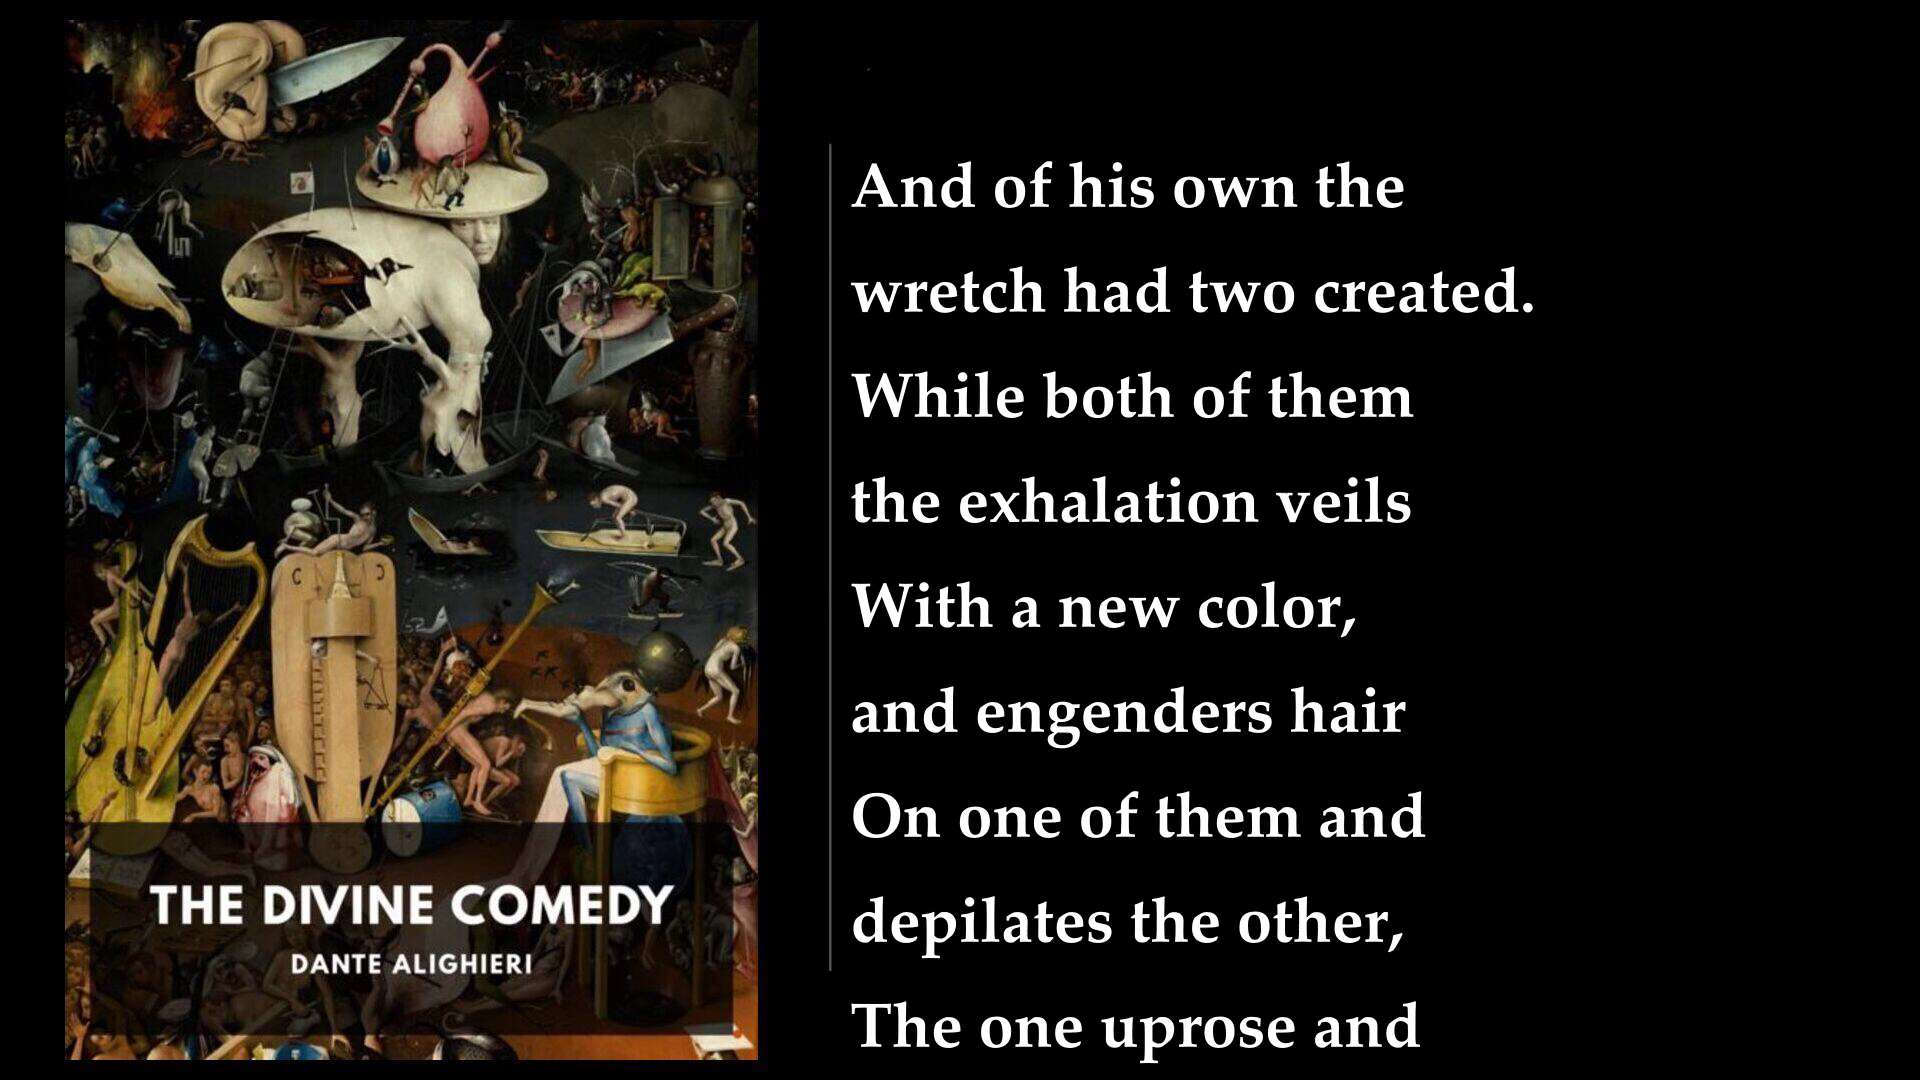 THE DIVINE COMEDY
DANTE ALIGHIERI
And of his own the
wretch had two created.
While both of them
the exhalation veils
With a new color,
and engenders hair
On one of them and
depilates the other,
The one uprose and